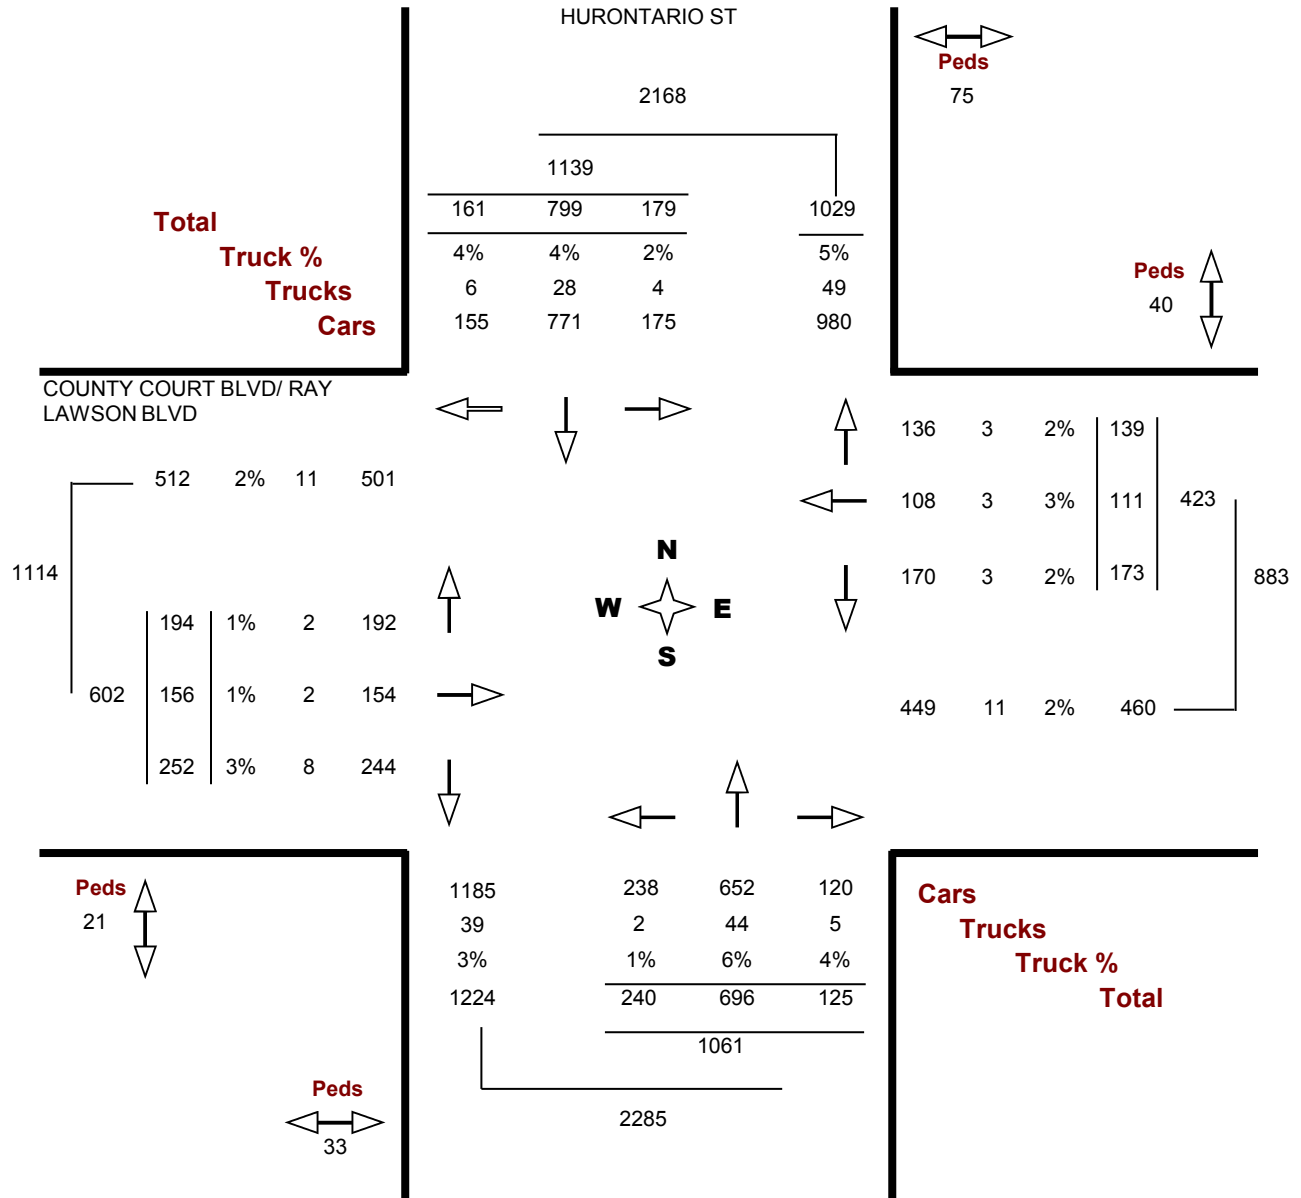 HURONTARIO ST
Peds
75
2168
1139
161 799 179 1029
Total
4% 4% 2% 5%
Truck %
6 28 4 49
Trucks
155 771 175 980
Cars
Peds
40
COUNTY COURT BLVD/ RAY
LAWSON BLVD
136 3 2% 139
512 2% 11 501
108 3 3% 111 423
1114
170 3 2% 173 883
N
W E
S
194 1% 2 192
602 156 1% 2 154
449 11 2% 460
252 3% 8 244
Peds
21
1185 238 652 120
39 2 44 5
3% 1% 6% 4%
1224 240 696 125
1061
2285
Cars
Trucks
Truck %
Total
Peds
33